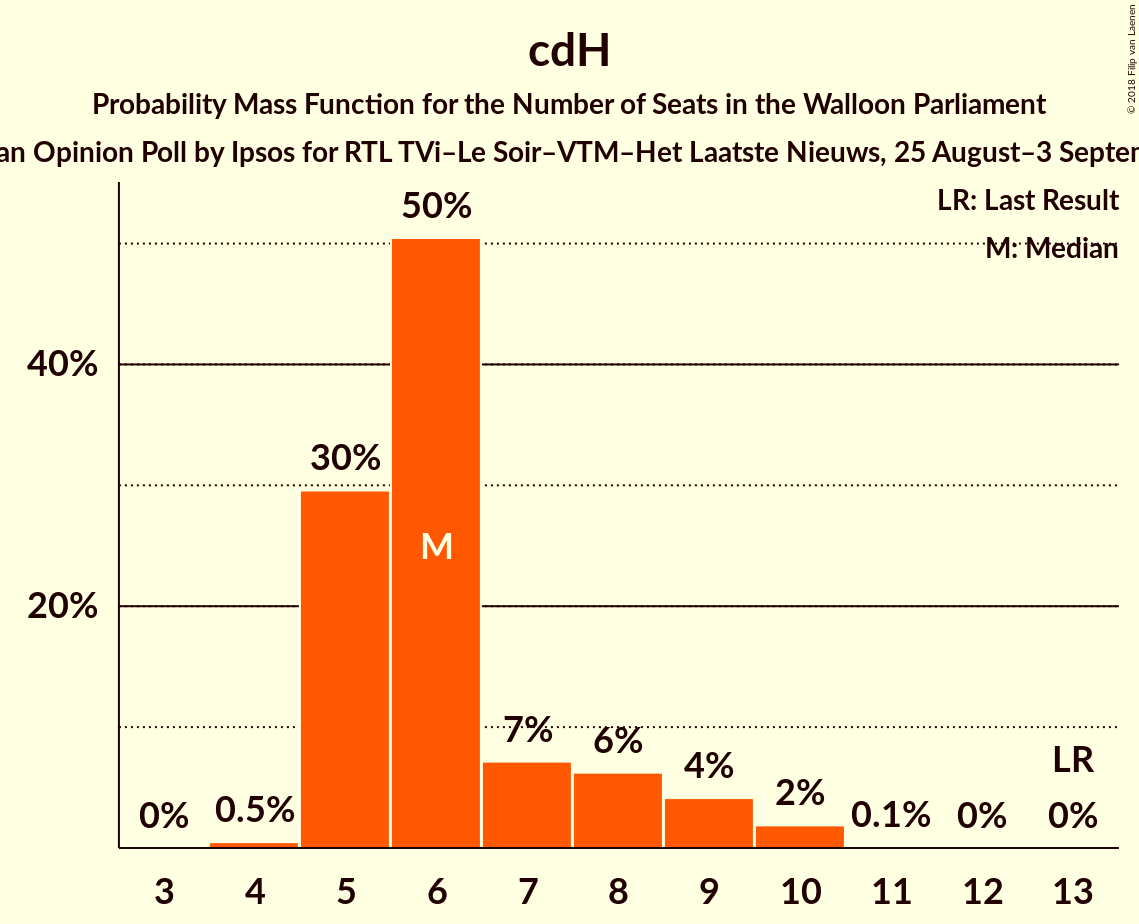 cdH
Probability Mass Function for the Number of Seats in the Walloon Parliament
an Opinion Poll by Ipsos for RTL TVi–Le Soir–VTM–Het Laatste Nieuws, 25 August–3 Septem
© 2018 Filip van Laenen
LR: Last Result
M: Median
50%
40%
30%
M
20%
7%
6%
4%
2%
LR
0%
0.5%
0.1%
0%
0%
3 4 5 6 7 8 9 10 11 12 13